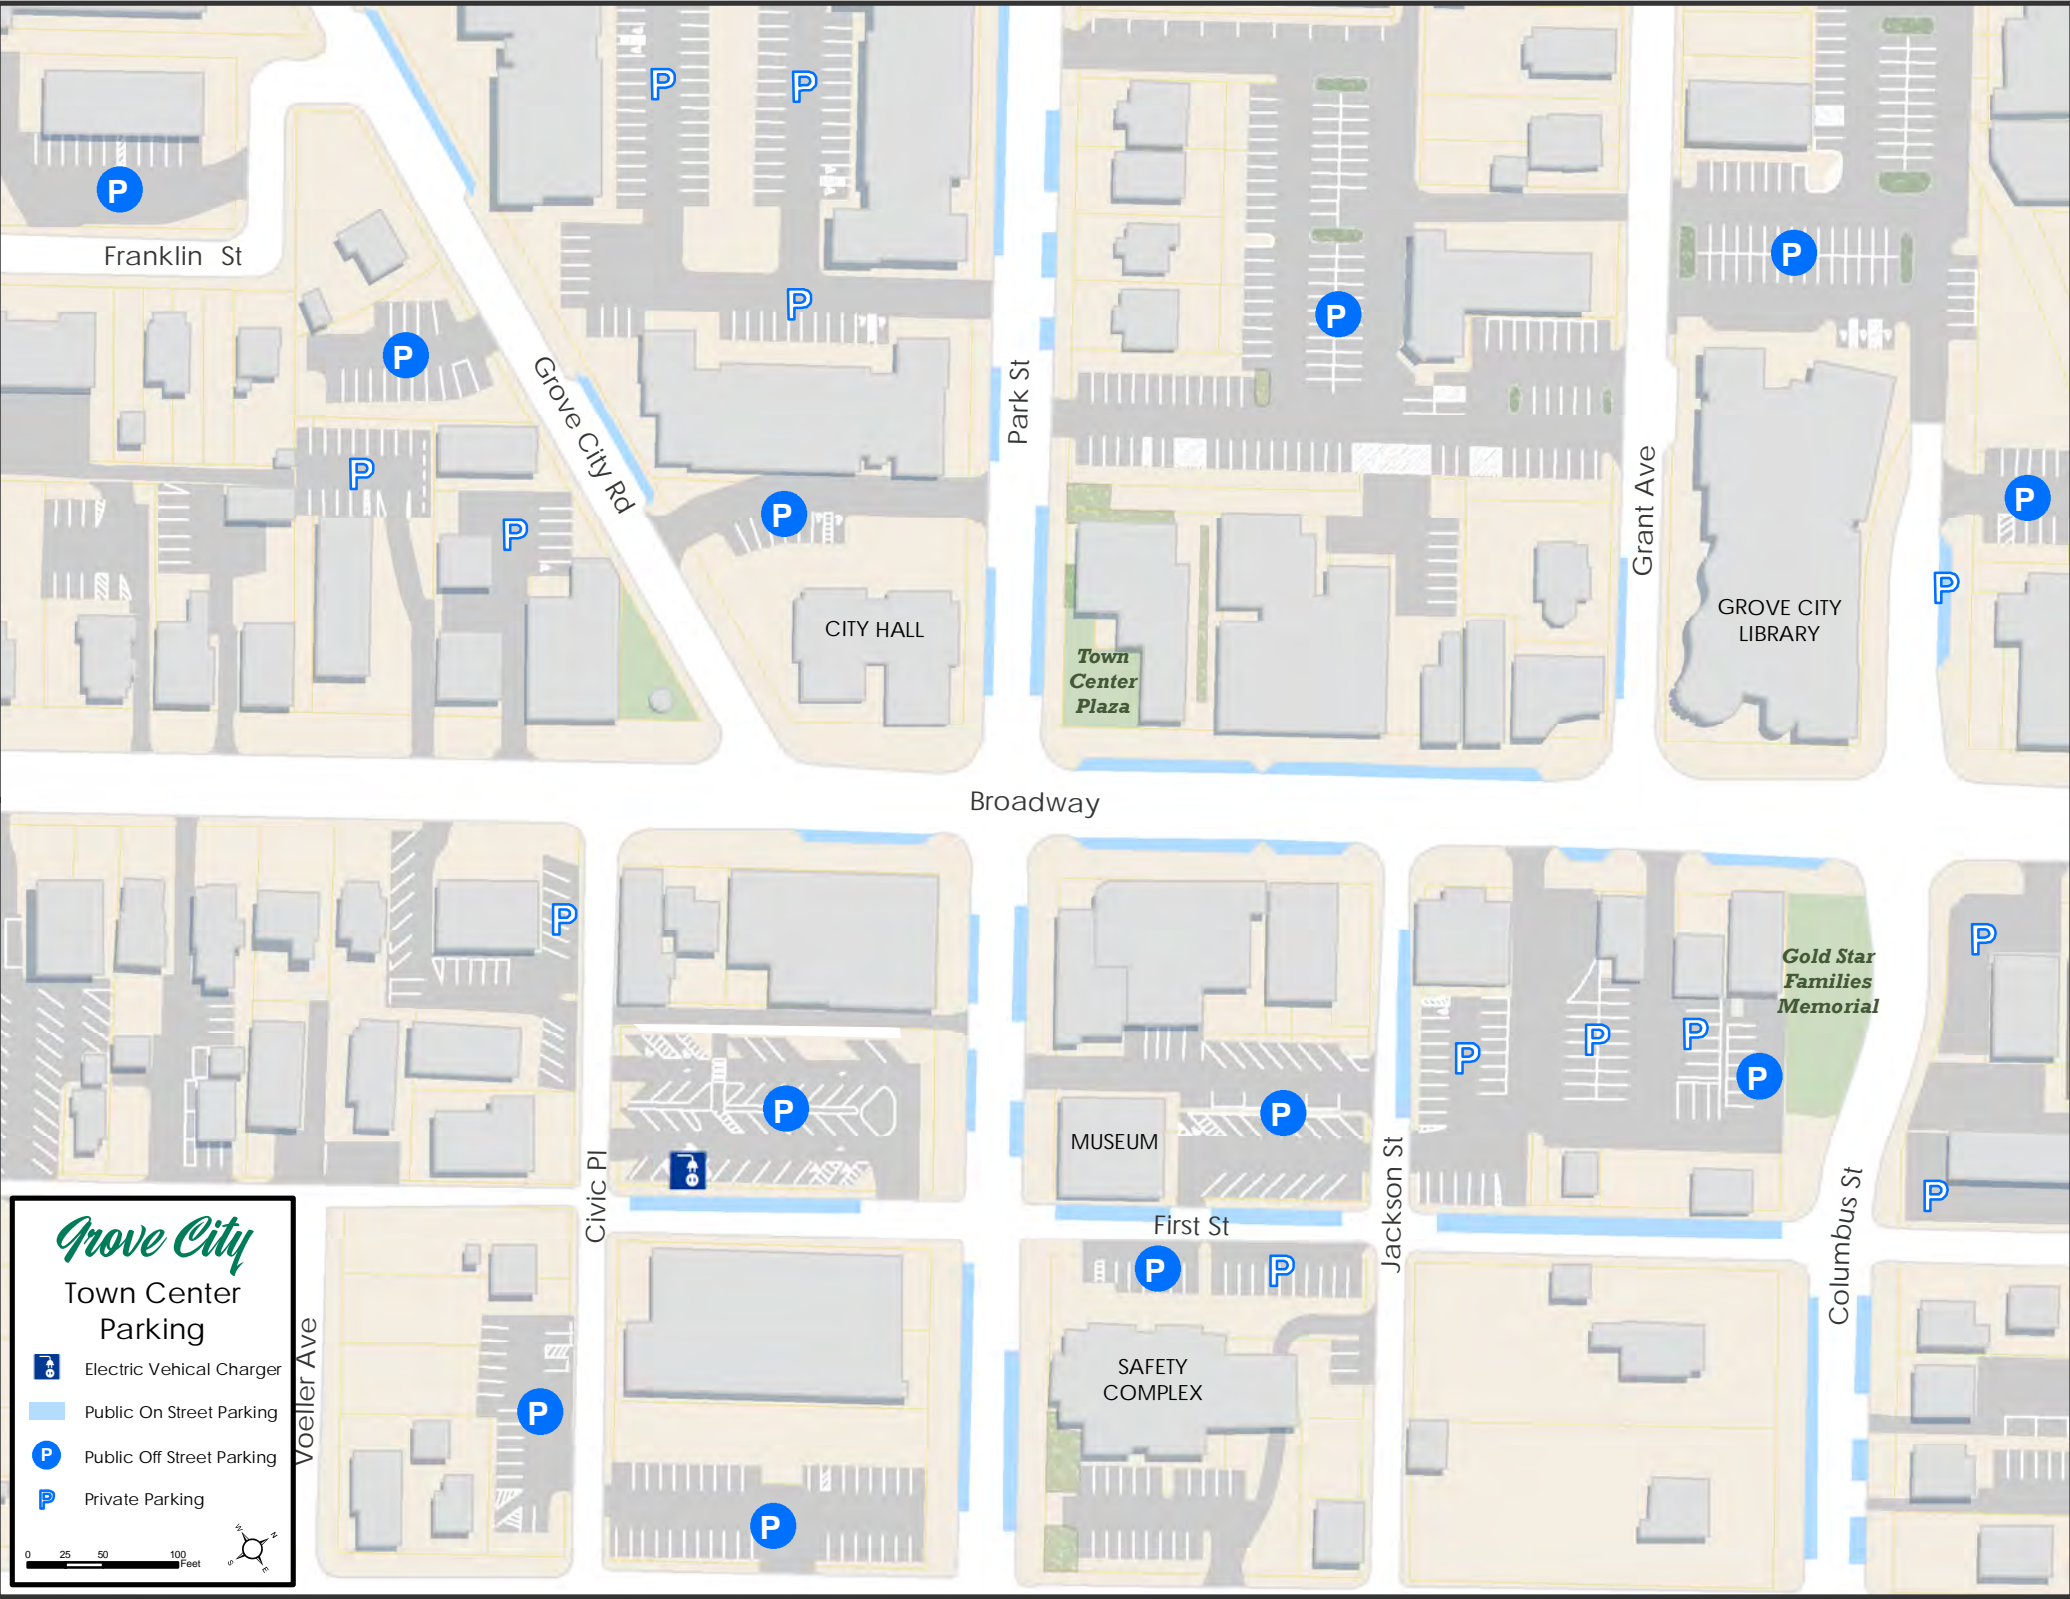 P
P
P
Franklin St
P
P
P
P
P
Grove City Rd
Park St
P
P
P
P
Grant Ave
P
CITY HALL
GROVE CITY
LIBRARY
Town
Center
Plaza
Broadway
P
P
Gold Star
Families
Memorial
P
P
P
P
P
P
MUSEUM
Civic Pl
First St
Jackson St
Columbus St
P
P
P
SAFETY
COMPLEX
P
P
Voeller Ave
Grove City
Town Center
Parking
Electric Vehical Charger
Public On Street Parking
P Public Off Street Parking
P Private Parking
0 25 50 100
Feet
W N
S E